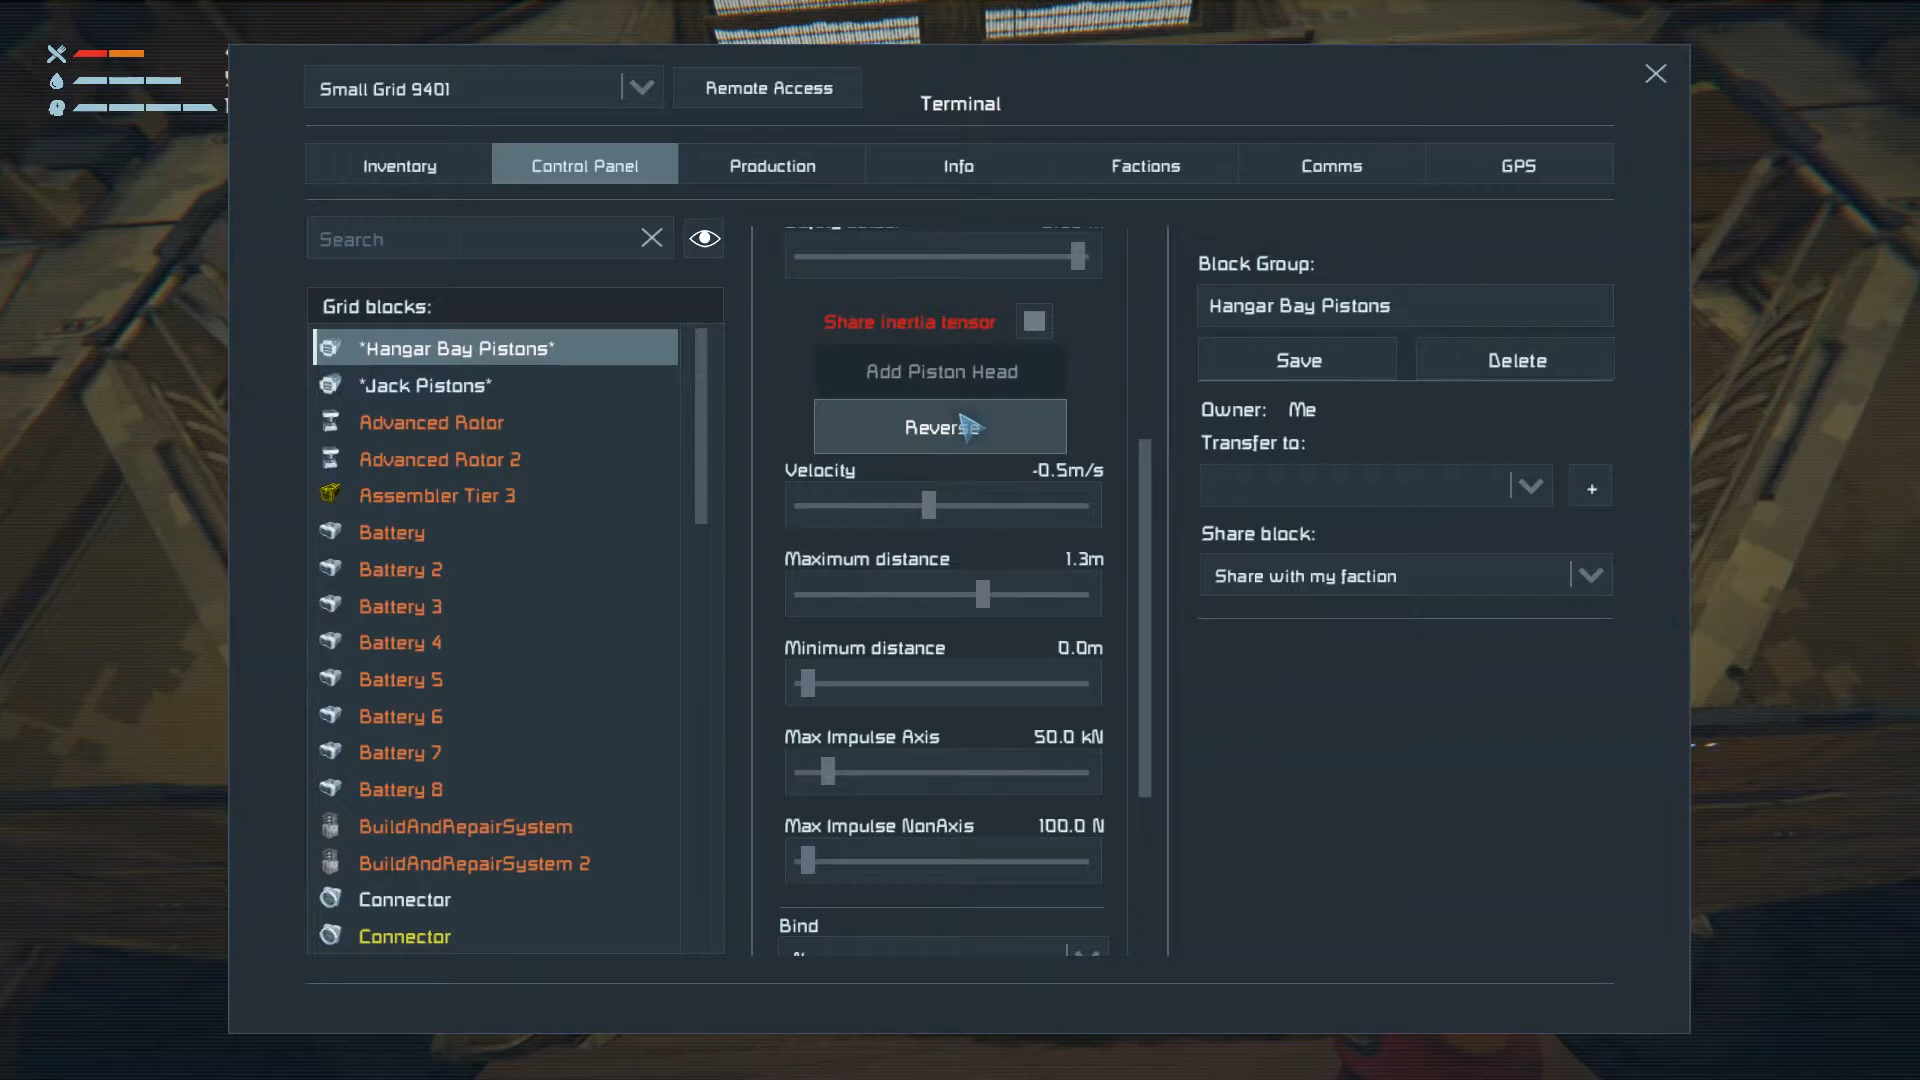 Small Grid 9401
Remote Access
Terminal
Inventory
Control Panel
Production
Info
Factions
Comms
GPS
Search
Grid blocks:
*Hangar Bay Pistons*
*Jack Pistons*
Advanced Rotor
Advanced Rotor 2
Assembler Tier 3
Battery
Battery 2
Battery 3
Battery 4
Battery 5
Battery 6
Battery 7
Battery 8
BuildAndRepairSystem
BuildAndRepairSystem 2
Connector
Connector
Share inertia tensor
Add Piston Head
Reverse
Velocity -0.5m/s
Maximum distance 1.3m
Minimum distance 0.0m
Max Impulse Axis 50.0 kN
Max Impulse NonAxis 100.0 N
Bind
Block Group:
Hangar Bay Pistons
Save
Delete
Owner: Me
Transfer to:
+
Share block:
Share with my faction